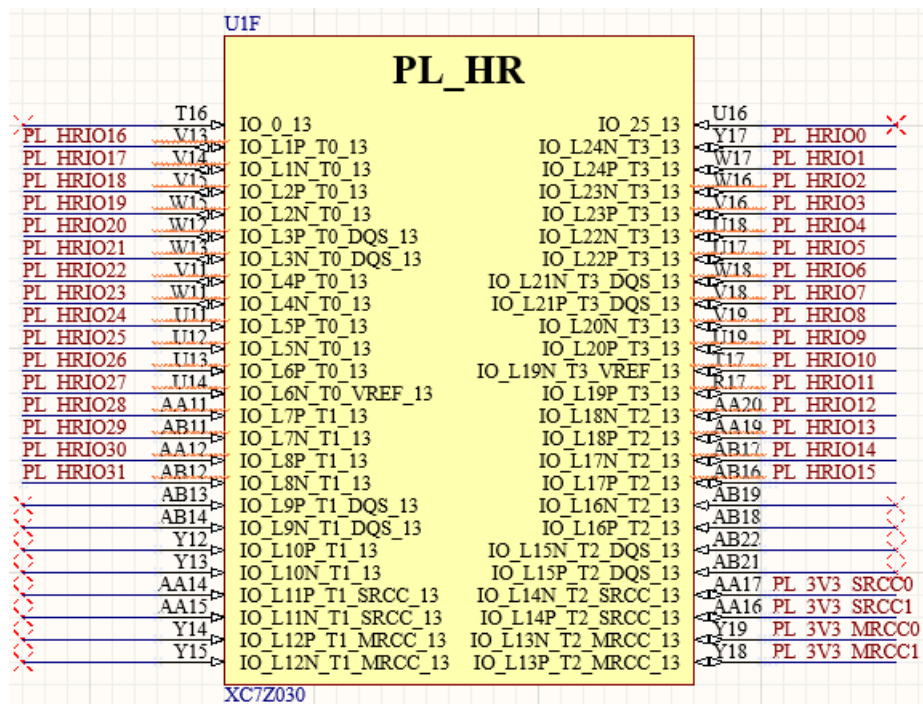 U1F
PL_HR
T16 IO_0_13 IO_25_13 U16
PL_HRIO16 V13 IO_L1P_T0_13 IO_L24N_T3_13 Y17 PL_HRIO0
PL_HRIO17 V14 IO_L1N_T0_13 IO_L24P_T3_13 W17 PL_HRIO1
PL_HRIO18 V15 IO_L2P_T0_13 IO_L23N_T3_13 W16 PL_HRIO2
PL_HRIO19 W15 IO_L2N_T0_13 IO_L23P_T3_13 V16 PL_HRIO3
PL_HRIO20 W12 IO_L3P_T0_DQS_13 IO_L22N_T3_13 U18 PL_HRIO4
PL_HRIO21 W13 IO_L3N_T0_DQS_13 IO_L22P_T3_13 U17 PL_HRIO5
PL_HRIO22 V11 IO_L4P_T0_13 IO_L21N_T3_DQS_13 W18 PL_HRIO6
PL_HRIO23 W11 IO_L4N_T0_13 IO_L21P_T3_DQS_13 V18 PL_HRIO7
PL_HRIO24 U11 IO_L5P_T0_13 IO_L20N_T3_13 V19 PL_HRIO8
PL_HRIO25 U12 IO_L5N_T0_13 IO_L20P_T3_13 U19 PL_HRIO9
PL_HRIO26 U13 IO_L6P_T0_13 IO_L19N_T3_VREF_13 T17 PL_HRIO10
PL_HRIO27 U14 IO_L6N_T0_VREF_13 IO_L19P_T3_13 R17 PL_HRIO11
PL_HRIO28 AA11 IO_L7P_T1_13 IO_L18N_T2_13 AA20 PL_HRIO12
PL_HRIO29 AB11 IO_L7N_T1_13 IO_L18P_T2_13 AA19 PL_HRIO13
PL_HRIO30 AA12 IO_L8P_T1_13 IO_L17N_T2_13 AB17 PL_HRIO14
PL_HRIO31 AB12 IO_L8N_T1_13 IO_L17P_T2_13 AB16 PL_HRIO15
AB13 IO_L9P_T1_DQS_13 IO_L16N_T2_13 AB19
AB14 IO_L9N_T1_DQS_13 IO_L16P_T2_13 AB18
Y12 IO_L10P_T1_13 IO_L15N_T2_DQS_13 AB22
Y13 IO_L10N_T1_13 IO_L15P_T2_DQS_13 AB21
AA14 IO_L11P_T1_SRCC_13 IO_L14N_T2_SRCC_13 AA17 PL_3V3_SRCC0
AA15 IO_L11N_T1_SRCC_13 IO_L14P_T2_SRCC_13 AA16 PL_3V3_SRCC1
Y14 IO_L12P_T1_MRCC_13 IO_L13N_T2_MRCC_13 Y19 PL_3V3_MRCC0
Y15 IO_L12N_T1_MRCC_13 IO_L13P_T2_MRCC_13 Y18 PL_3V3_MRCC1
XC7Z030